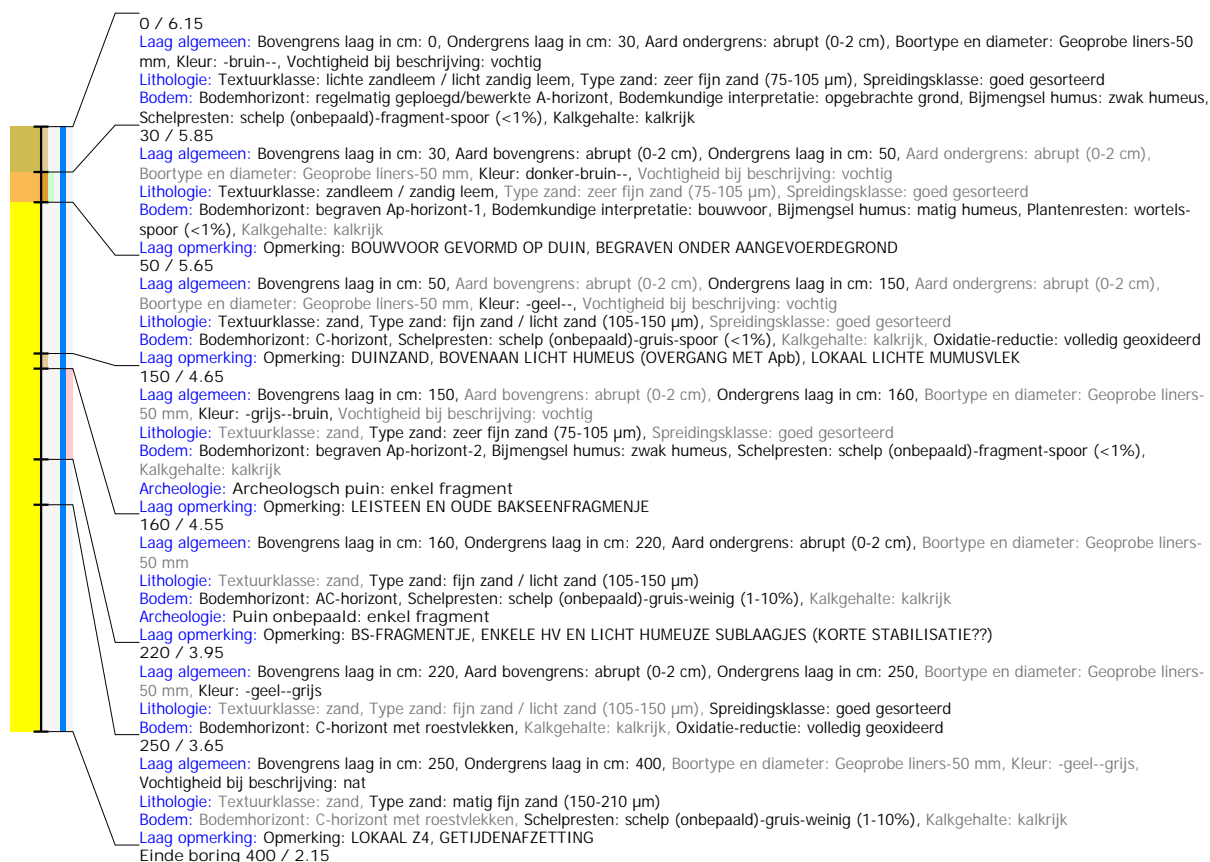 0 / 6.15
Laag algemeen: Bovengrens laag in cm: 0, Ondergrens laag in cm: 30, Aard ondergrens: abrupt (0-2 cm), Boortype en diameter: Geoprobe liners-50
mm, Kleur: -bruin--, Vochtigheid bij beschrijving: vochtig
Lithologie: Textuurklasse: lichte zandleem / licht zandig leem, Type zand: zeer fijn zand (75-105 µm), Spreidingsklasse: goed gesorteerd
Bodem: Bodemhorizont: regelmatig geploegd/bewerkte A-horizont, Bodemkundige interpretatie: opgebrachte grond, Bijmengsel humus: zwak humeus,
Schelpresten: schelp (onbepaald)-fragment-spoor (<1%), Kalkgehalte: kalkrijk
30 / 5.85
Laag algemeen: Bovengrens laag in cm: 30, Aard bovengrens: abrupt (0-2 cm), Ondergrens laag in cm: 50, Aard ondergrens: abrupt (0-2 cm),
Boortype en diameter: Geoprobe liners-50 mm, Kleur: donker-bruin--, Vochtigheid bij beschrijving: vochtig
Lithologie: Textuurklasse: zandleem / zandig leem, Type zand: zeer fijn zand (75-105 µm), Spreidingsklasse: goed gesorteerd
Bodem: Bodemhorizont: begraven Ap-horizont-1, Bodemkundige interpretatie: bouwvoor, Bijmengsel humus: matig humeus, Plantenresten: wortels-
spoor (<1%), Kalkgehalte: kalkrijk
Laag opmerking: Opmerking: BOUWVOOR GEVORMD OP DUIN, BEGRAVEN ONDER AANGEVOERDEGROND
50 / 5.65
Laag algemeen: Bovengrens laag in cm: 50, Aard bovengrens: abrupt (0-2 cm), Ondergrens laag in cm: 150, Aard ondergrens: abrupt (0-2 cm),
Boortype en diameter: Geoprobe liners-50 mm, Kleur: -geel--, Vochtigheid bij beschrijving: vochtig
Lithologie: Textuurklasse: zand, Type zand: fijn zand / licht zand (105-150 µm), Spreidingsklasse: goed gesorteerd
Bodem: Bodemhorizont: C-horizont, Schelpresten: schelp (onbepaald)-gruis-spoor (<1%), Kalkgehalte: kalkrijk, Oxidatie-reductie: volledig geoxideerd
Laag opmerking: Opmerking: DUINZAND, BOVENAAN LICHT HUMEUS (OVERGANG MET Apb), LOKAAL LICHTE MUMUSVLEK
150 / 4.65
Laag algemeen: Bovengrens laag in cm: 150, Aard bovengrens: abrupt (0-2 cm), Ondergrens laag in cm: 160, Boortype en diameter: Geoprobe liners-
50 mm, Kleur: -grijs--bruin, Vochtigheid bij beschrijving: vochtig
Lithologie: Textuurklasse: zand, Type zand: zeer fijn zand (75-105 µm), Spreidingsklasse: goed gesorteerd
Bodem: Bodemhorizont: begraven Ap-horizont-2, Bijmengsel humus: zwak humeus, Schelpresten: schelp (onbepaald)-fragment-spoor (<1%),
Kalkgehalte: kalkrijk
Archeologie: Archeologsch puin: enkel fragment
Laag opmerking: Opmerking: LEISTEEN EN OUDE BAKSEENFRAGMENJE
160 / 4.55
Laag algemeen: Bovengrens laag in cm: 160, Ondergrens laag in cm: 220, Aard ondergrens: abrupt (0-2 cm), Boortype en diameter: Geoprobe liners-
50 mm
Lithologie: Textuurklasse: zand, Type zand: fijn zand / licht zand (105-150 µm)
Bodem: Bodemhorizont: AC-horizont, Schelpresten: schelp (onbepaald)-gruis-weinig (1-10%), Kalkgehalte: kalkrijk
Archeologie: Puin onbepaald: enkel fragment
Laag opmerking: Opmerking: BS-FRAGMENTJE, ENKELE HV EN LICHT HUMEUZE SUBLAAGJES (KORTE STABILISATIE??)
220 / 3.95
Laag algemeen: Bovengrens laag in cm: 220, Aard bovengrens: abrupt (0-2 cm), Ondergrens laag in cm: 250, Boortype en diameter: Geoprobe liners-
50 mm, Kleur: -geel--grijs
Lithologie: Textuurklasse: zand, Type zand: fijn zand / licht zand (105-150 µm), Spreidingsklasse: goed gesorteerd
Bodem: Bodemhorizont: C-horizont met roestvlekken, Kalkgehalte: kalkrijk, Oxidatie-reductie: volledig geoxideerd
250 / 3.65
Laag algemeen: Bovengrens laag in cm: 250, Ondergrens laag in cm: 400, Boortype en diameter: Geoprobe liners-50 mm, Kleur: -geel--grijs,
Vochtigheid bij beschrijving: nat
Lithologie: Textuurklasse: zand, Type zand: matig fijn zand (150-210 µm)
Bodem: Bodemhorizont: C-horizont met roestvlekken, Schelpresten: schelp (onbepaald)-gruis-weinig (1-10%), Kalkgehalte: kalkrijk
Laag opmerking: Opmerking: LOKAAL Z4, GETIJDENAFZETTING
Einde boring 400 / 2.15